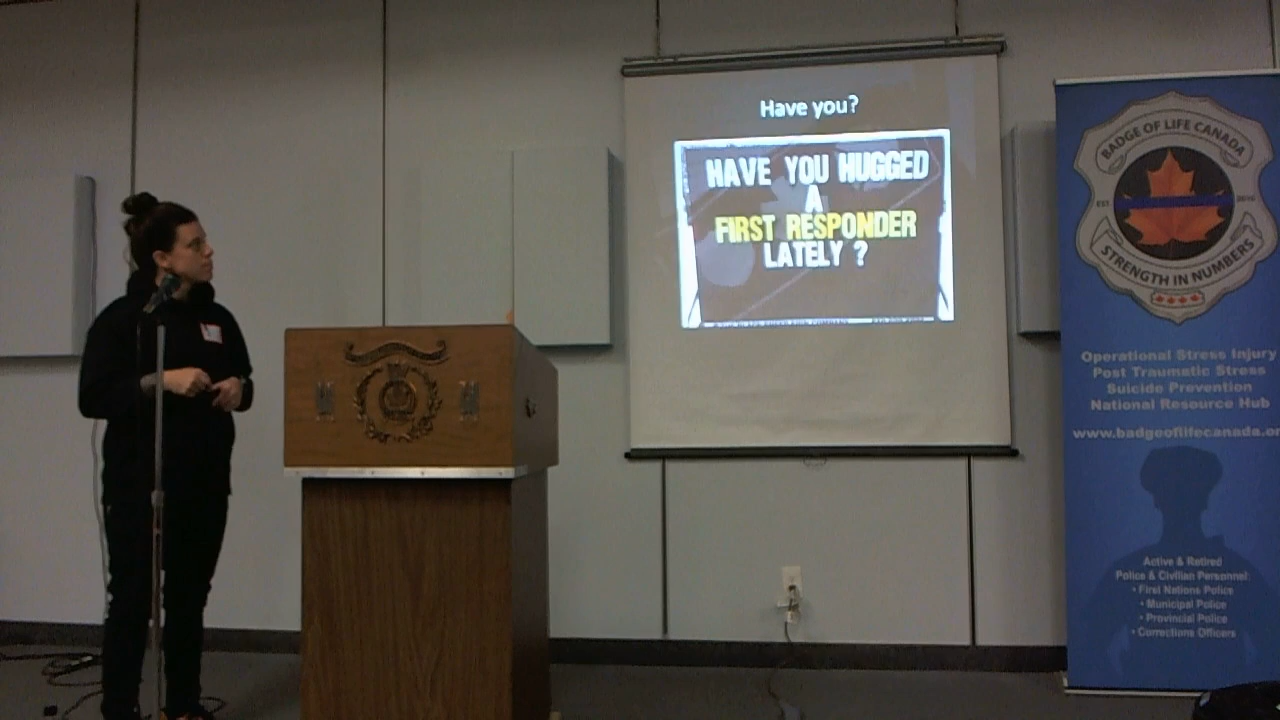 Have you?
HAVE YOU HUGGED
A
FIRST RESPONDER
LATELY ?
BADGE OF LIFE CANADA
EST. 2016
STRENGTH IN NUMBERS
Operational Stress Injury
Post Traumatic Stress
Suicide Prevention
National Resource Hub
www.badgeoflifecanada.or
Active & Retired
Police & Civilian Personnel:
• First Nations Police
• Municipal Police
• Provincial Police
• Corrections Officers